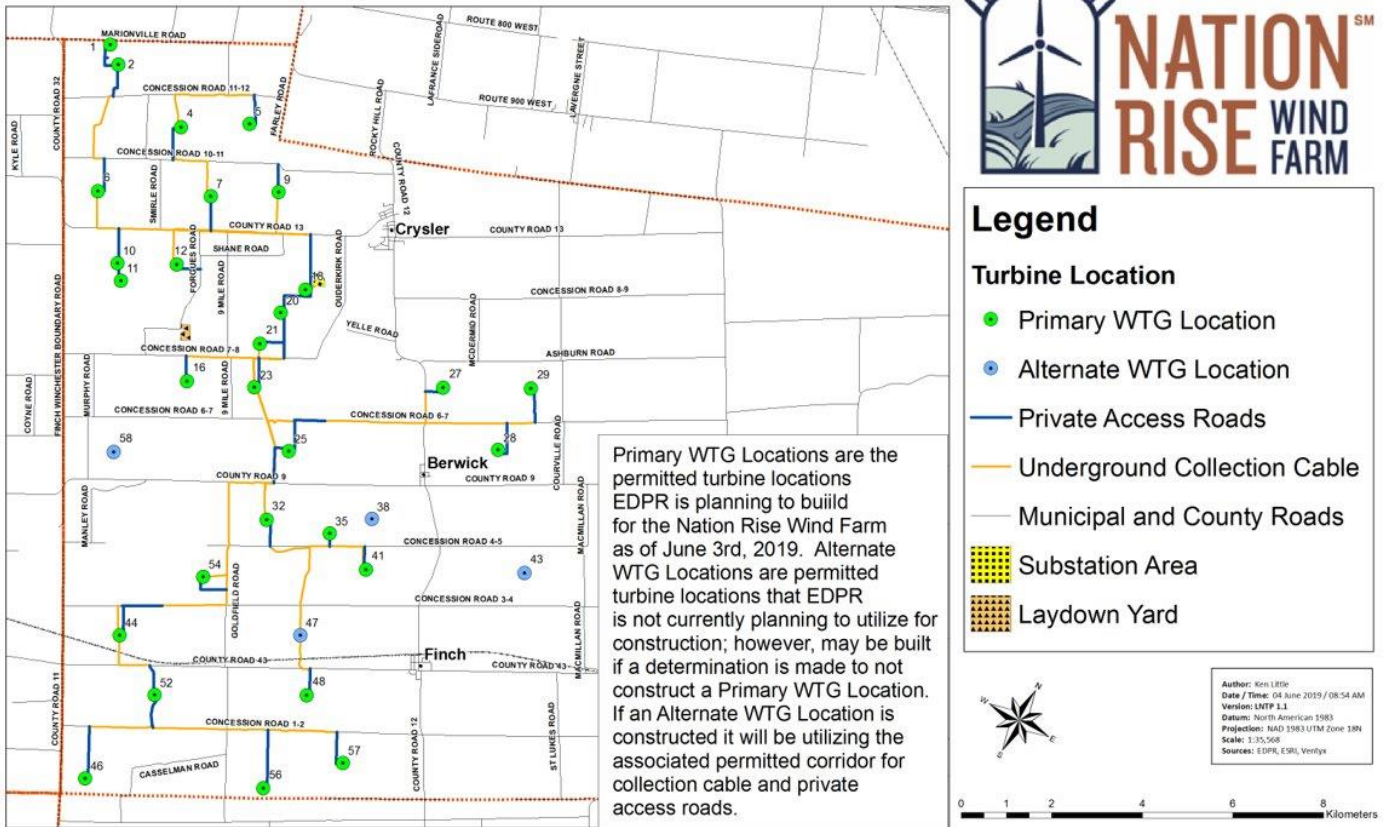 ROUTE 800 WEST
MARIONVILLE ROAD
1
2
COUNTY ROAD 32
CONCESSION ROAD 11-12
FARLEY ROAD
LAFRANCE SIDEROAD
LAVERGNE STREET
ROUTE 900 WEST
ROCKY HILL ROAD
4
5
KYLE ROAD
CONCESSION ROAD 10-11
COUNTY ROAD 12
6
SMIRLE ROAD
7
9
COUNTY ROAD 13
Crysler
COUNTY ROAD 13
SHANE ROAD
10
11
12
FORGUES ROAD
9 MILE ROAD
OUDERKIRK ROAD
18
20
CONCESSION ROAD 8-9
FINCH WINCHESTER BOUNDARY ROAD
YELLE ROAD
MCDERMID ROAD
21
CONCESSION ROAD 7-8
ASHBURN ROAD
COYNE ROAD
MURPHY ROAD
16
9 MILE ROAD
23
27
29
CONCESSION ROAD 6-7
CONCESSION ROAD 6-7
58
25
28
COURVILLE ROAD
Berwick
COUNTY ROAD 9
COUNTY ROAD 9
MANLEY ROAD
32
35
38
MACMILLAN ROAD
CONCESSION ROAD 4-5
41
43
54
GOLDFIELD ROAD
CONCESSION ROAD 3-4
44
47
MACMILLAN ROAD
Finch
COUNTY ROAD 43
COUNTY ROAD 43
COUNTY ROAD 11
52
48
CONCESSION ROAD 1-2
COUNTY ROAD 12
ST LUKES ROAD
46
CASSELMAN ROAD
56
57
Primary WTG Locations are the
permitted turbine locations
EDPR is planning to buiild
for the Nation Rise Wind Farm
as of June 3rd, 2019. Alternate
WTG Locations are permitted
turbine locations that EDPR
is not currently planning to utilize for
construction; however, may be built
if a determination is made to not
construct a Primary WTG Location.
If an Alternate WTG Location is
constructed it will be utilizing the
associated permitted corridor for
collection cable and private
access roads.
NATION SM
RISE WIND
FARM
Legend
Turbine Location
Primary WTG Location
Alternate WTG Location
Private Access Roads
Underground Collection Cable
Municipal and County Roads
Substation Area
Laydown Yard
N
W
E
S
Author: Ken Little
Date / Time: 04 June 2019 / 08:54 AM
Version: LNTP 1.1
Datum: North American 1983
Projection: NAD 1983 UTM Zone 18N
Scale: 1:35,568
Sources: EDPR, ESRI, Ventyx
0 1 2 4 6 8
Kilometers